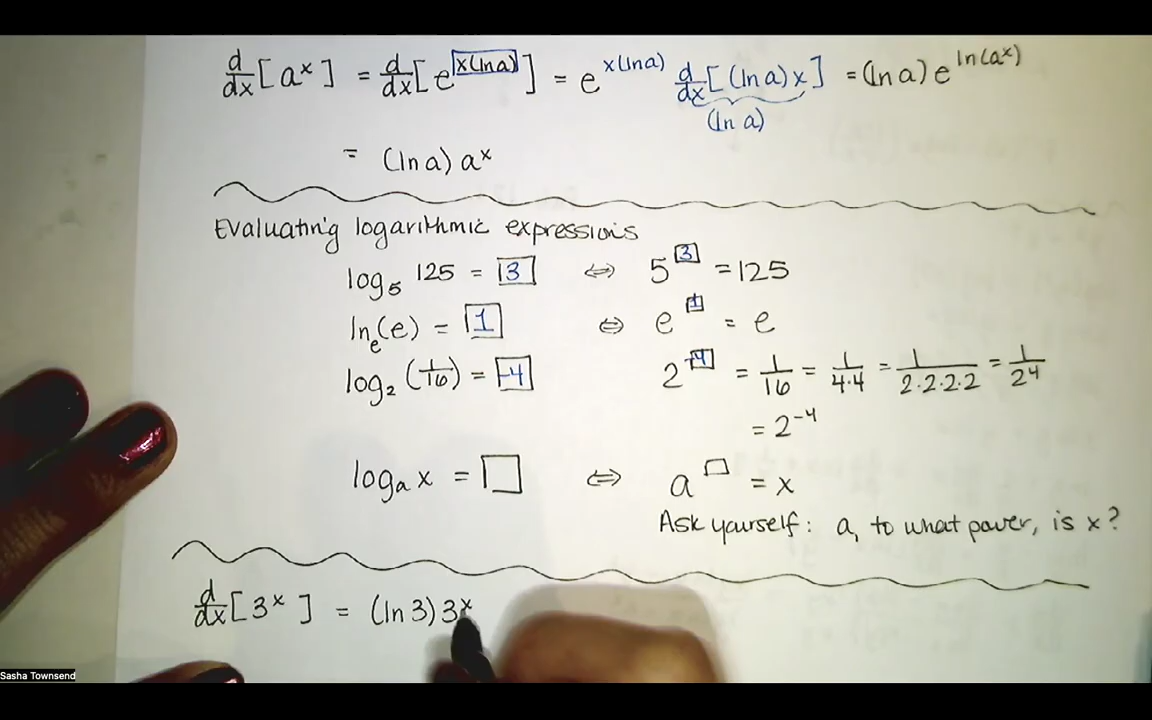 d/dx [a^x] = d/dx [e^x(ln a)] = e^x(ln a) d/dx [(ln a) x] = (ln a) e^ln(a^x)
(ln a)
= (ln a) a^x
Evaluating logarithmic expressions
log_5 125 = 3 ⇔ 5^3 = 125
ln_e(e) = 1 ⇔ e^1 = e
log_2 (1/16) = -4 2^-4 = 1/16 = 1/4·4 = 1/2·2·2·2 = 1/2^4
= 2^-4
log_a x = □ ⇔ a^□ = x
Ask yourself: a, to what power, is x?
d/dx [3^x] = (ln 3) 3^x
Sasha Townsend